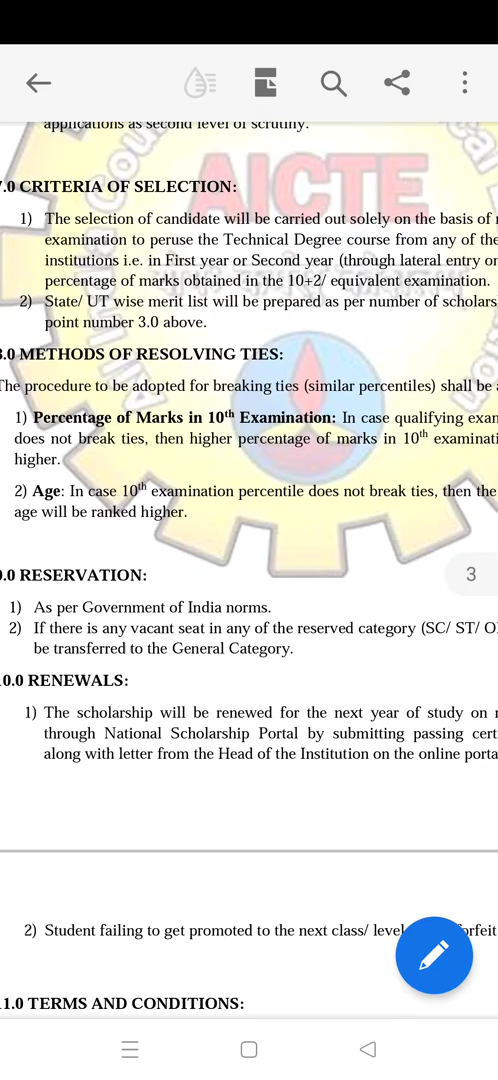 applications as second level of scrutiny.
AICTE
7.0 CRITERIA OF SELECTION:
1) The selection of candidate will be carried out solely on the basis of
examination to peruse the Technical Degree course from any of the
institutions i.e. in First year or Second year (through lateral entry or
percentage of marks obtained in the 10+2/ equivalent examination.
2) State/ UT wise merit list will be prepared as per number of scholars
point number 3.0 above.
8.0 METHODS OF RESOLVING TIES:
The procedure to be adopted for breaking ties (similar percentiles) shall be
1) Percentage of Marks in 10th Examination: In case qualifying exam
does not break ties, then higher percentage of marks in 10th examinati
higher.
2) Age: In case 10th examination percentile does not break ties, then the
age will be ranked higher.
3
9.0 RESERVATION:
1) As per Government of India norms.
2) If there is any vacant seat in any of the reserved category (SC/ ST/ O
be transferred to the General Category.
10.0 RENEWALS:
1) The scholarship will be renewed for the next year of study on
through National Scholarship Portal by submitting passing cert
along with letter from the Head of the Institution on the online porta
2) Student failing to get promoted to the next class/ level orfeit
11.0 TERMS AND CONDITIONS: